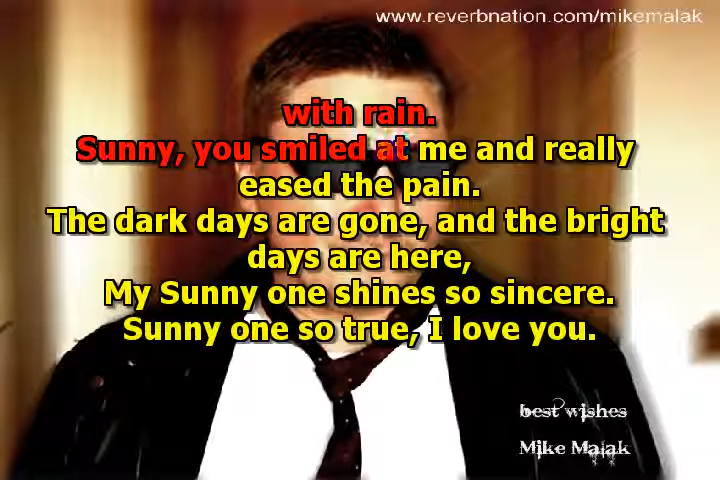 www.reverbnation.com/mikemalak
with rain.
Sunny, you smiled at me and really
eased the pain.
The dark days are gone, and the bright
days are here,
My Sunny one shines so sincere.
Sunny one so true, I love you.
best wishes
Mike Malak